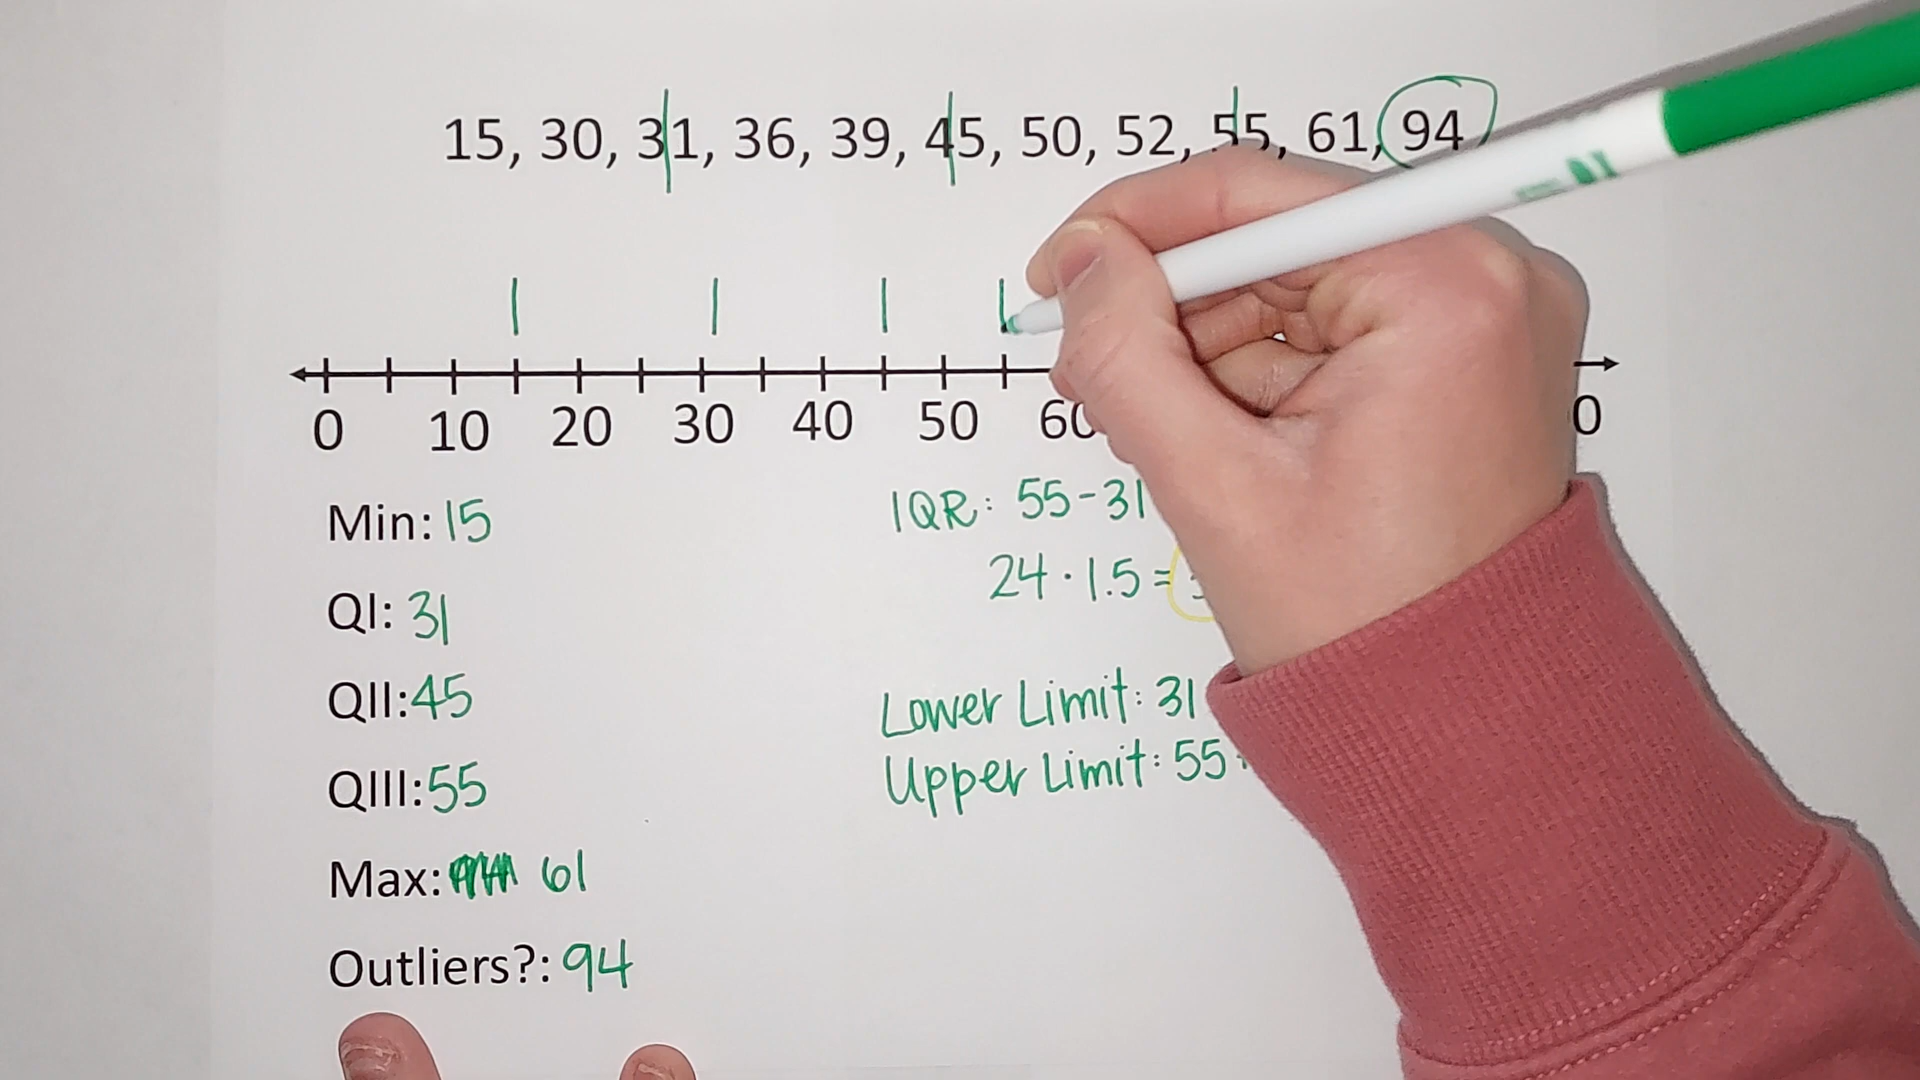 15, 30, 31, 36, 39, 45, 50, 52, 55, 61, 94
0 10 20 30 40 50 60 0
Min: 15
IQR: 55-31
24 · 1.5 =
QI: 31
QII: 45
Lower Limit: 31
Upper Limit: 55
QIII: 55
Max: 61
Outliers?: 94